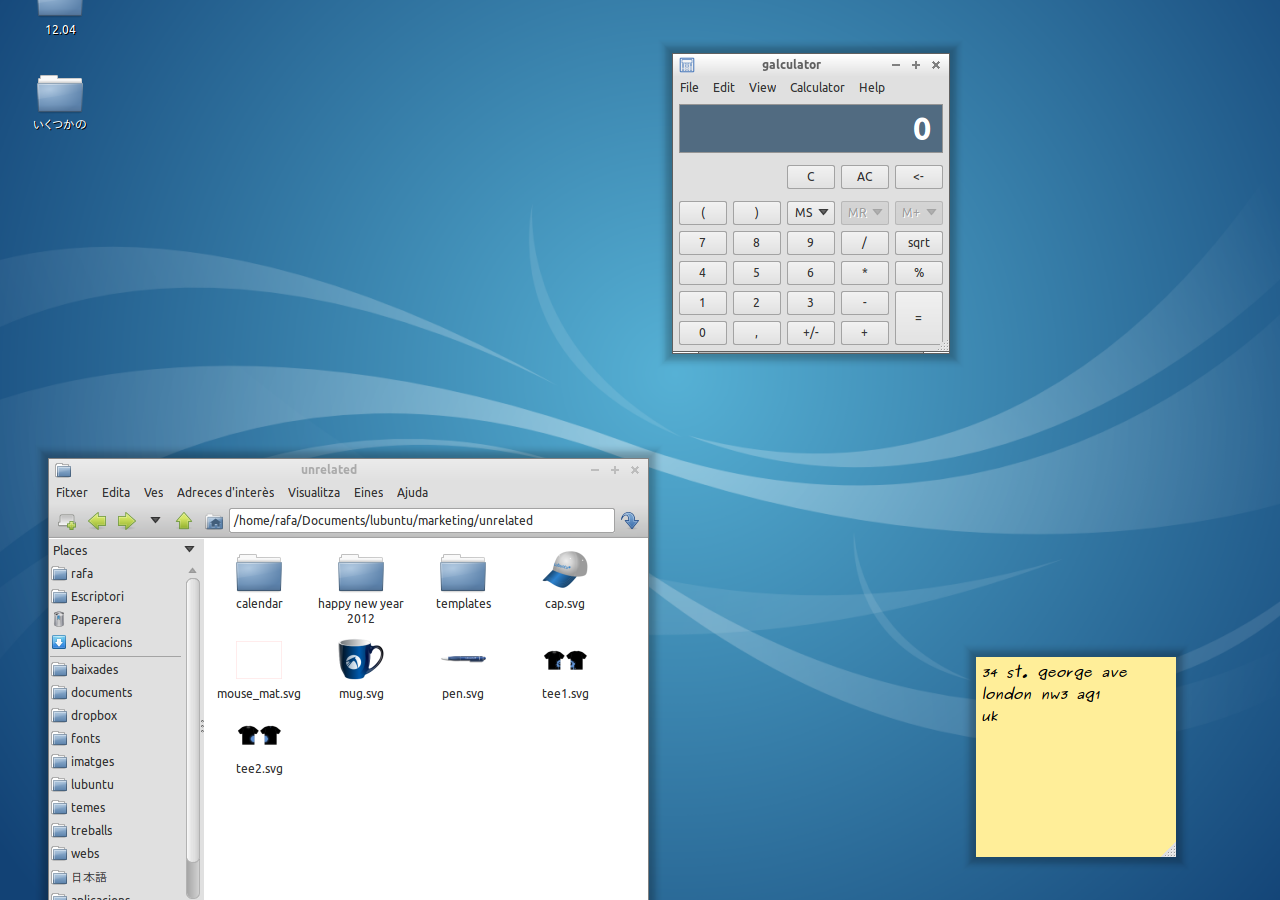 12.04
いくつかの
galculator
File Edit View Calculator Help
0
C AC <-
( ) MS MR M+
7 8 9 / sqrt
4 5 6 * %
1 2 3 - =
0 , +/- +
unrelated
Fitxer Edita Ves Adreces d'interès Visualitza Eines Ajuda
/home/rafa/Documents/lubuntu/marketing/unrelated
Places
rafa
Escriptori
Paperera
Aplicacions
baixades
documents
dropbox
fonts
imatges
lubuntu
temes
treballs
webs
日本語
aplicacions
calendar
happy new year
2012
templates
cap.svg
mouse_mat.svg
mug.svg
pen.svg
tee1.svg
tee2.svg
34 st. george ave
london nw3 ag1
uk